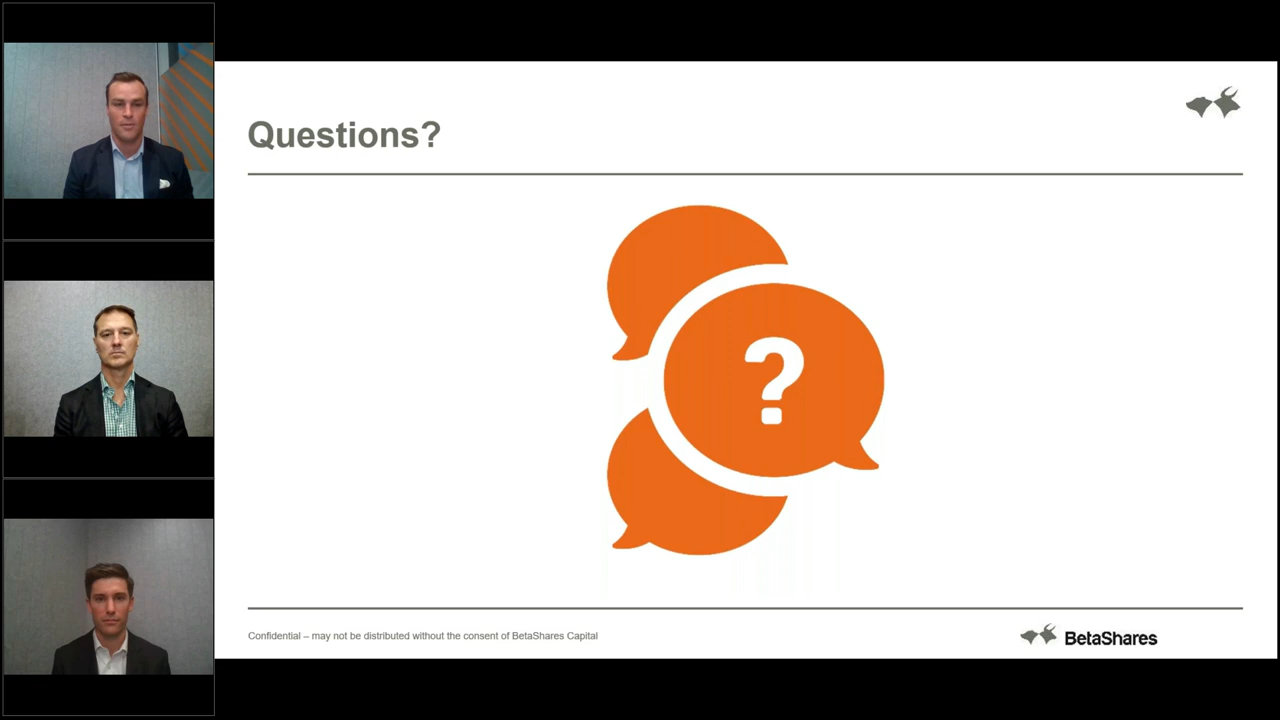 Questions?
?
Confidential – may not be distributed without the consent of BetaShares Capital
BetaShares